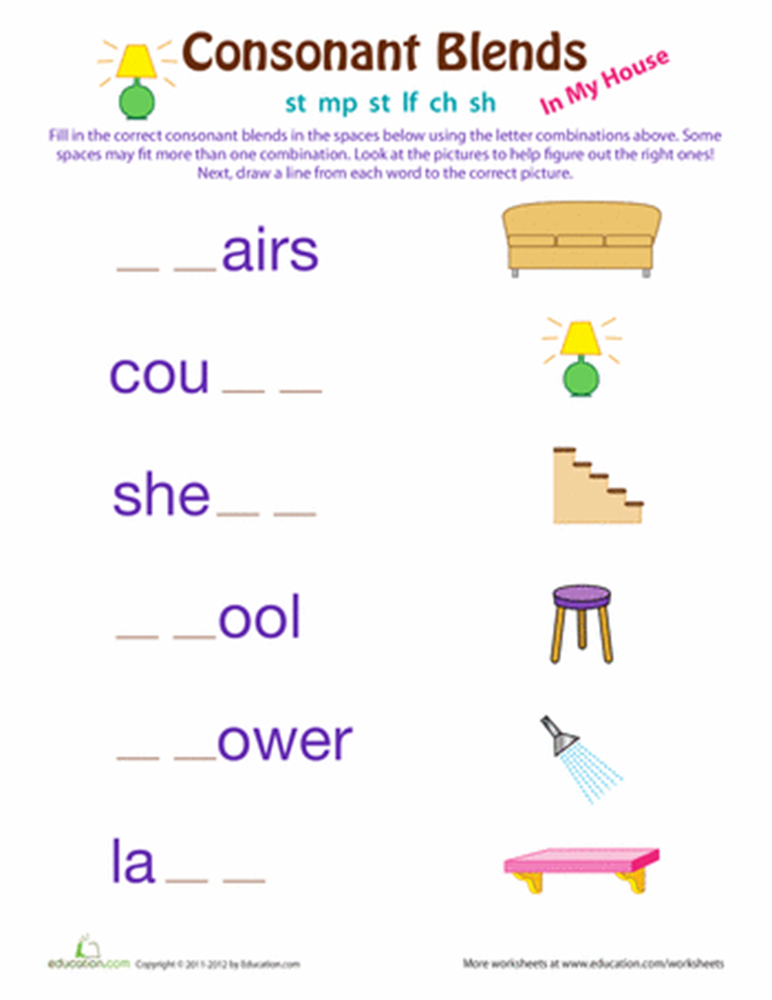 Consonant Blends
In My House
st mp st lf ch sh
Fill in the correct consonant blends in the spaces below using the letter combinations above. Some
spaces may fit more than one combination. Look at the pictures to help figure out the right ones!
Next, draw a line from each word to the correct picture.
_ _airs
cou_ _
she_ _
_ _ool
_ _ower
la_ _
education.com Copyright © 2011-2012 by Education.com
More worksheets at www.education.com/worksheets